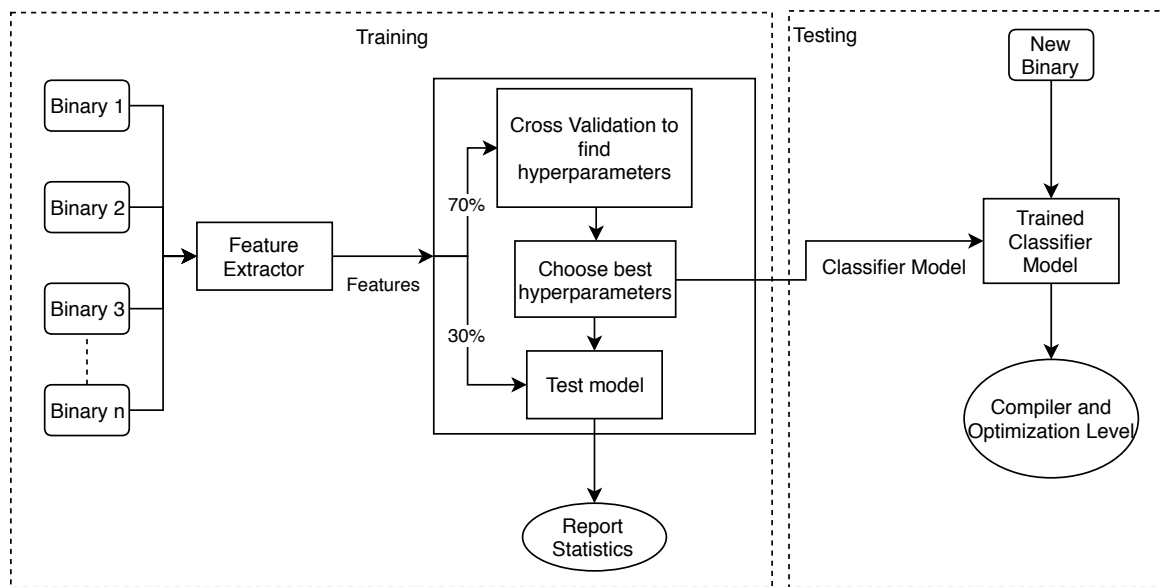 Training
Testing
New
Binary
Binary 1
Binary 2
Binary 3
Binary n
Feature
Extractor
Features
70%
30%
Cross Validation to
find
hyperparameters
Choose best
hyperparameters
Test model
Report
Statistics
Classifier Model
Trained
Classifier
Model
Compiler and
Optimization Level